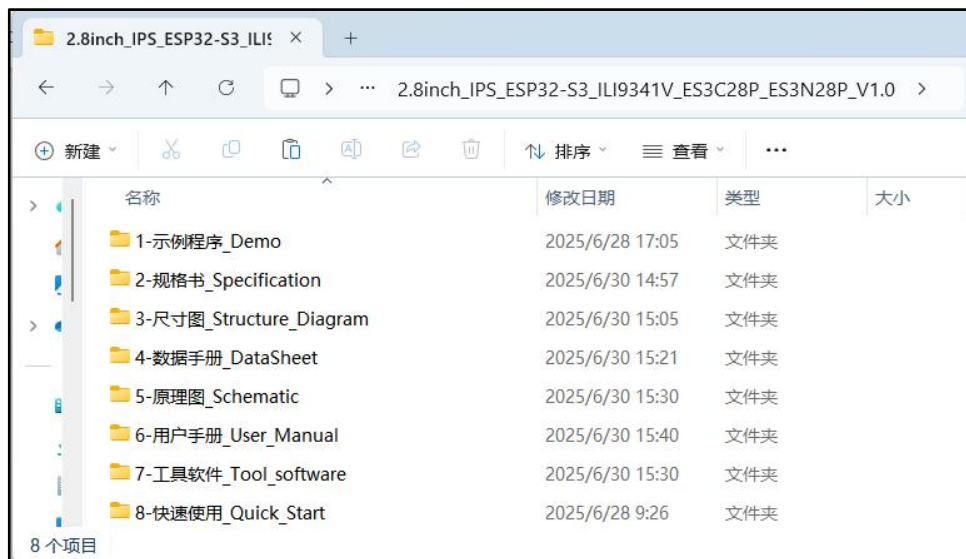 2.8inch_IPS_ESP32-S3_ILI9
2.8inch_IPS_ESP32-S3_ILI9341V_ES3C28P_ES3N28P_V1.0
新建 排序 查看
名称 修改日期 类型 大小
1-示例程序_Demo 2025/6/28 17:05 文件夹
2-规格书_Specification 2025/6/30 14:57 文件夹
3-尺寸图_Structure_Diagram 2025/6/30 15:05 文件夹
4-数据手册_DataSheet 2025/6/30 15:21 文件夹
5-原理图_Schematic 2025/6/30 15:30 文件夹
6-用户手册_User_Manual 2025/6/30 15:40 文件夹
7-工具软件_Tool_software 2025/6/30 15:30 文件夹
8-快速使用_Quick_Start 2025/6/28 9:26 文件夹
8 个项目